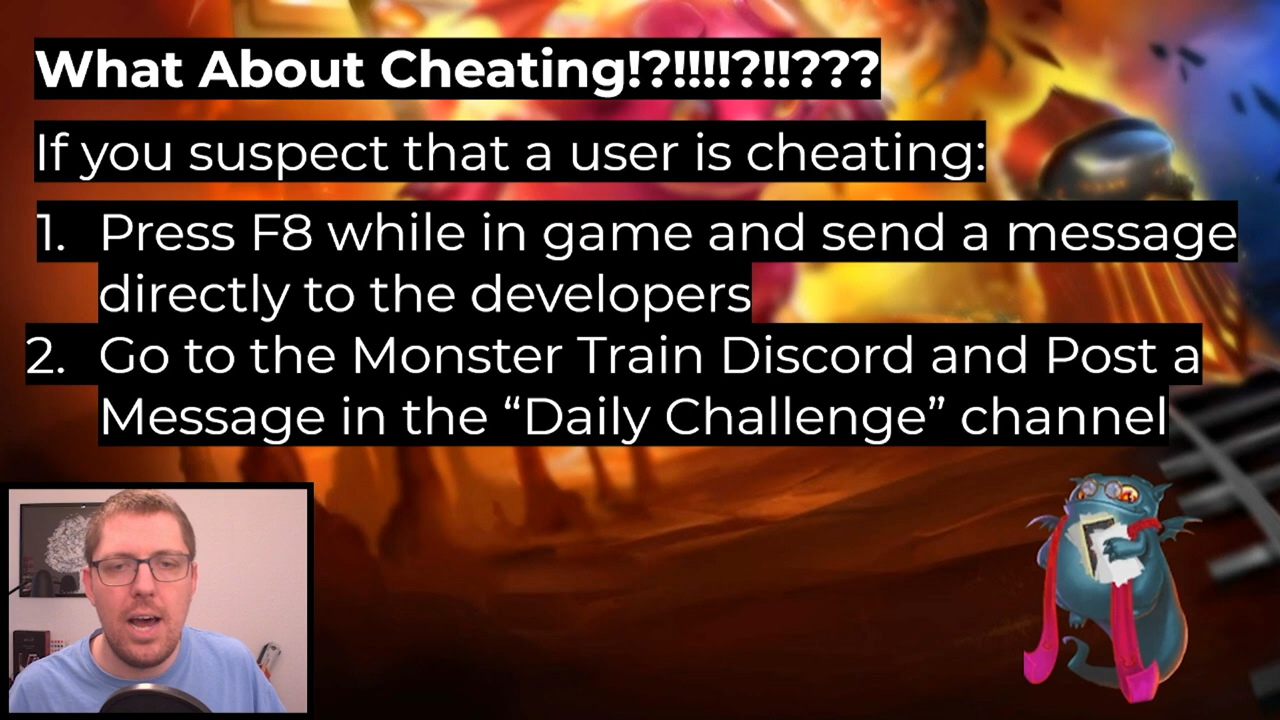 What About Cheating!?!!!!?!!???
If you suspect that a user is cheating:
1. Press F8 while in game and send a message
directly to the developers
2. Go to the Monster Train Discord and Post a
Message in the “Daily Challenge” channel